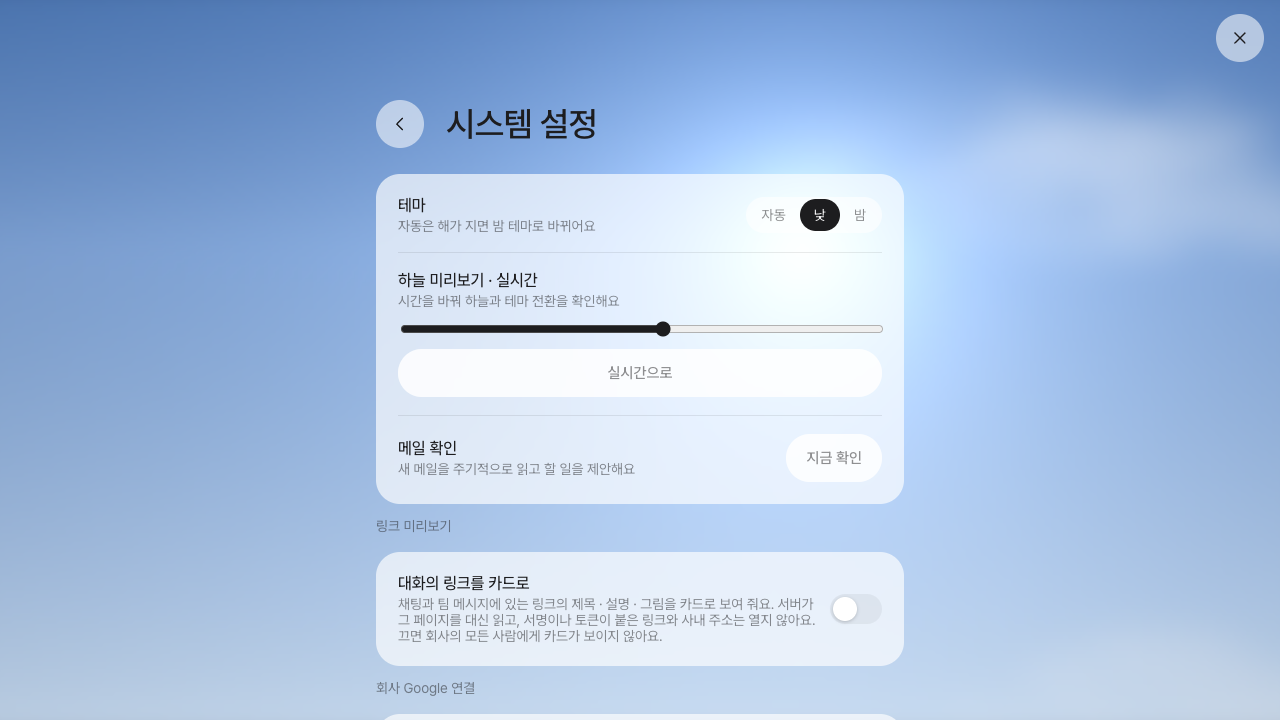 시스템 설정
테마
자동은 해가 지면 밤 테마로 바뀌어요
자동 낮 밤
하늘 미리보기 · 실시간
시간을 바꿔 하늘과 테마 전환을 확인해요
실시간으로
메일 확인
새 메일을 주기적으로 읽고 할 일을 제안해요
지금 확인
링크 미리보기
대화의 링크를 카드로
채팅과 팀 메시지에 있는 링크의 제목 · 설명 · 그림을 카드로 보여 줘요. 서버가
그 페이지를 대신 읽고, 서명이나 토큰이 붙은 링크와 사내 주소는 열지 않아요.
끄면 회사의 모든 사람에게 카드가 보이지 않아요.
회사 Google 연결